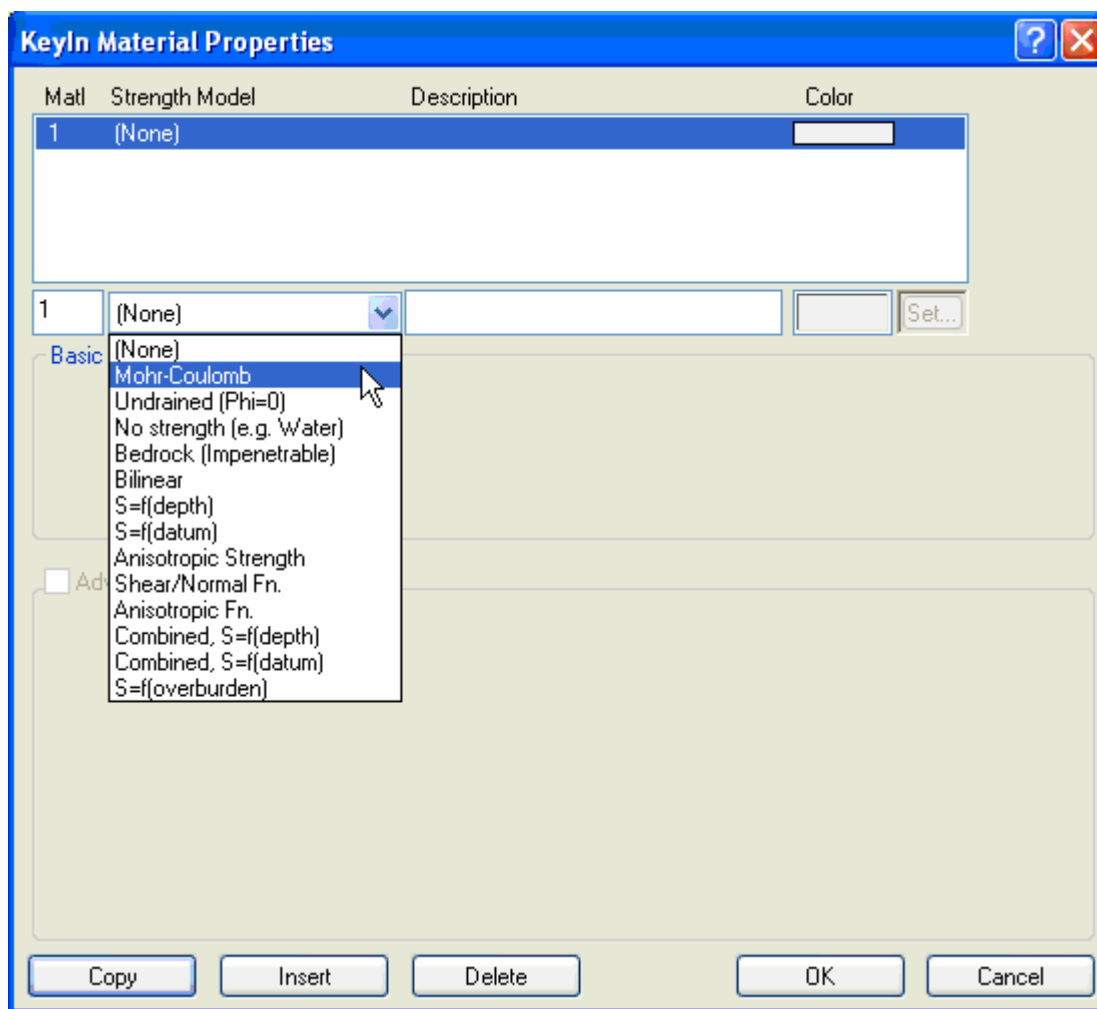 KeyIn Material Properties
Matl Strength Model Description Color
1 (None)
1 (None) Set...
Basic
(None)
Mohr-Coulomb
Undrained (Phi=0)
No strength (e.g. Water)
Bedrock (Impenetrable)
Bilinear
S=f(depth)
S=f(datum)
Anisotropic Strength
Adv
Shear/Normal Fn.
Anisotropic Fn.
Combined, S=f(depth)
Combined, S=f(datum)
S=f(overburden)
Copy Insert Delete OK Cancel